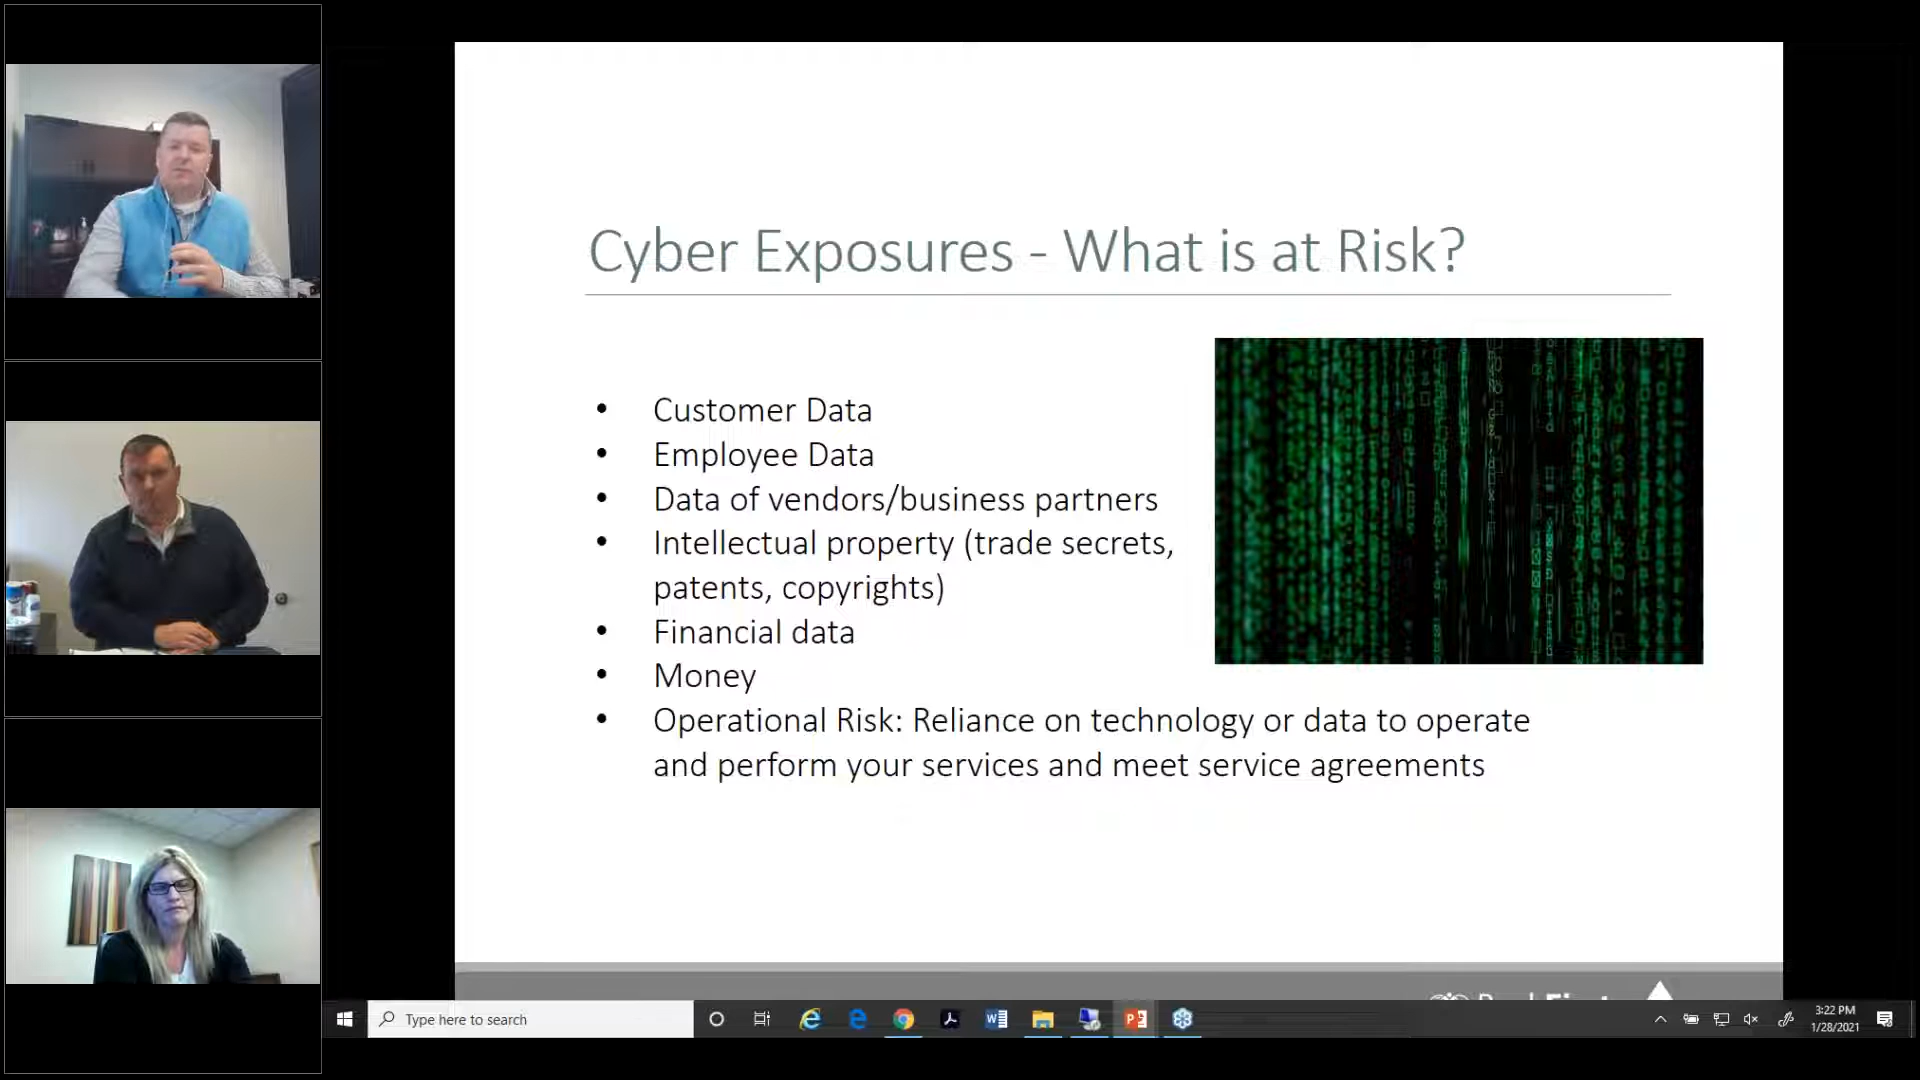 Cyber Exposures - What is at Risk?
• Customer Data
• Employee Data
• Data of vendors/business partners
• Intellectual property (trade secrets,
patents, copyrights)
• Financial data
• Money
• Operational Risk: Reliance on technology or data to operate
and perform your services and meet service agreements
Type here to search
3:22 PM
1/28/2021